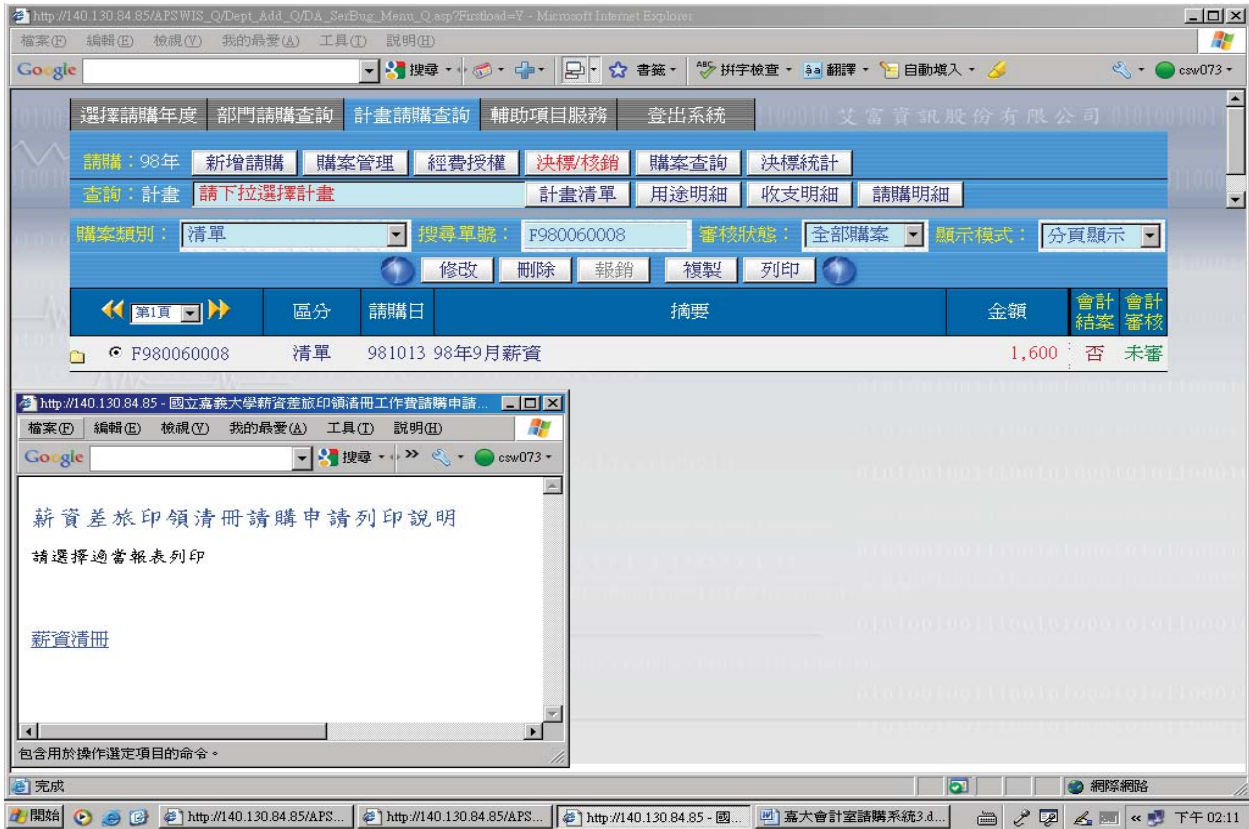 http://140.130.84.85/APSWIS_Q/Dept_Add_Q/DA_SerBug_Menu_Q.asp?Firstload=Y - Microsoft Internet Explorer
檔案(F) 編輯(E) 檢視(V) 我的最愛(A) 工具(T) 說明(H)
Google 搜尋 書籤 拼字檢查 翻譯 自動填入 csw073
選擇請購年度 部門請購查詢 計畫請購查詢 輔助項目服務 登出系統 艾富資訊股份有限公司
請購：98年 新增請購 購案管理 經費授權 決標/核銷 購案查詢 決標統計
查詢：計畫 請下拉選擇計畫 計畫清單 用途明細 收支明細 請購明細
購案類別： 清單 搜尋單號： F980060008 審核狀態： 全部購案 顯示模式： 分頁顯示
修改 刪除 報銷 複製 列印
第1頁 區分 請購日 摘要 金額 會計結案 會計審核
F980060008 清單 981013 98年9月薪資 1,600 否 未審
http://140.130.84.85 - 國立嘉義大學薪資差旅印領清冊工作費請購申請...
檔案(F) 編輯(E) 檢視(V) 我的最愛(A) 工具(T) 說明(H)
Google 搜尋 csw073
薪資差旅印領清冊請購申請列印說明
請選擇適當報表列印
薪資清冊
包含用於操作選定項目的命令。
完成 網際網路
開始 http://140.130.84.85/APS... http://140.130.84.85/APS... http://140.130.84.85 - 國... 嘉大會計室請購系統3.d... 下午 02:11